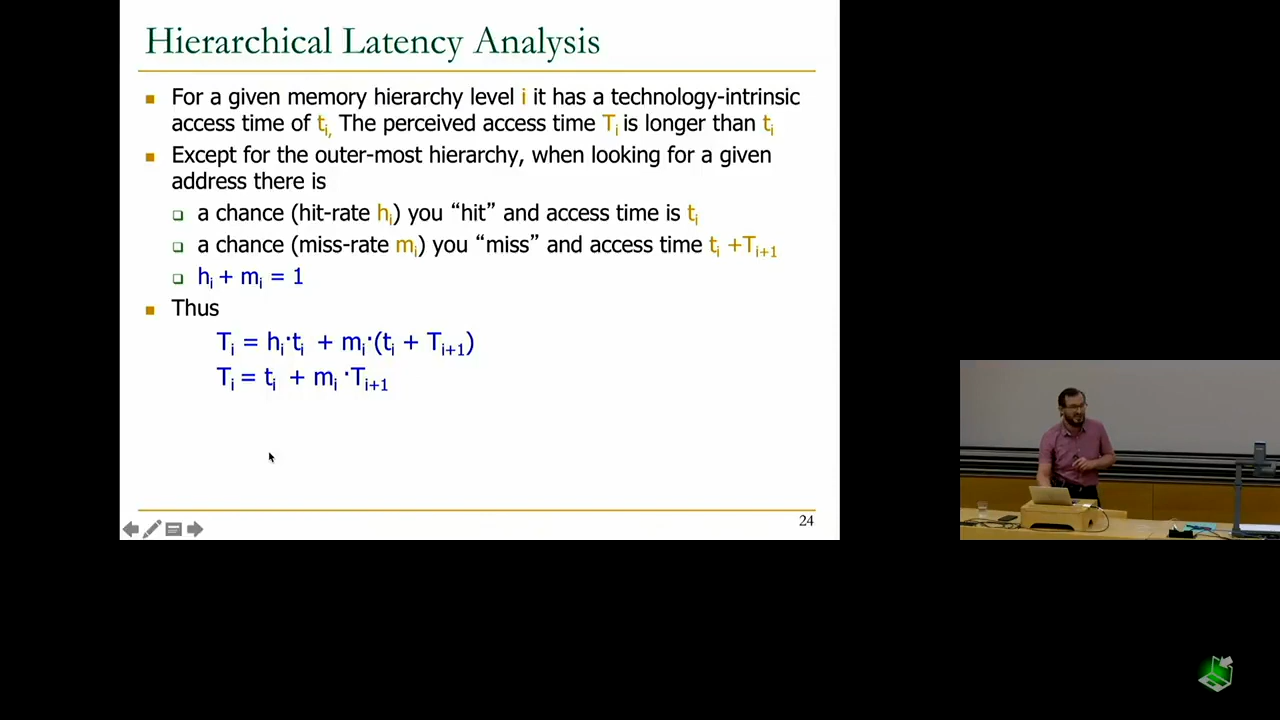 Hierarchical Latency Analysis
For a given memory hierarchy level i it has a technology-intrinsic
access time of tᵢ, The perceived access time Tᵢ is longer than tᵢ
Except for the outer-most hierarchy, when looking for a given
address there is
a chance (hit-rate hᵢ) you “hit” and access time is tᵢ
a chance (miss-rate mᵢ) you “miss” and access time tᵢ +Tᵢ₊₁
hᵢ + mᵢ = 1
Thus
Tᵢ = hᵢ·tᵢ + mᵢ·(tᵢ + Tᵢ₊₁)
Tᵢ = tᵢ + mᵢ ·Tᵢ₊₁
24